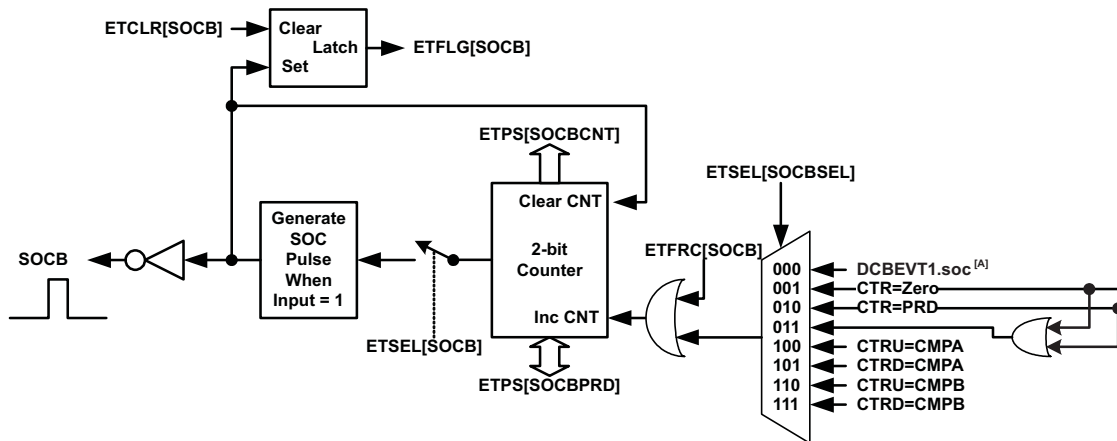 ETCLR[SOCB]
Clear
Latch
Set
ETFLG[SOCB]
ETPS[SOCBCNT]
ETSEL[SOCBSEL]
Clear CNT
2-bit
Counter
Inc CNT
Generate
SOC
Pulse
When
Input = 1
SOCB
ETSEL[SOCB]
ETPS[SOCBPRD]
ETFRC[SOCB]
000 DCBEVT1.soc [A]
001 CTR=Zero
010 CTR=PRD
011
100 CTRU=CMPA
101 CTRD=CMPA
110 CTRU=CMPB
111 CTRD=CMPB